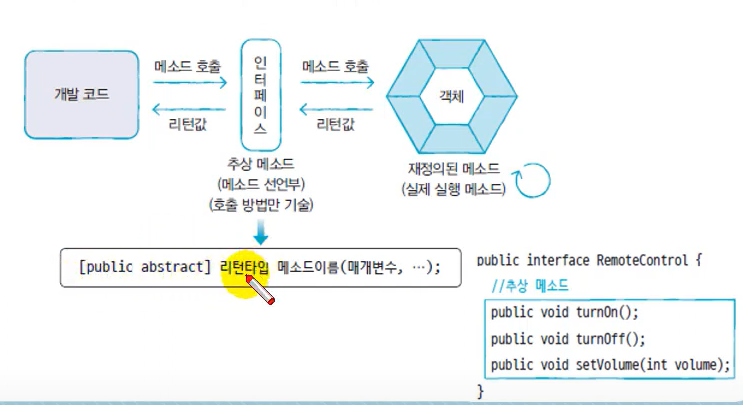 개발 코드
메소드 호출
리턴값
인터페이스
메소드 호출
리턴값
객체
추상 메소드
(메소드 선언부)
(호출 방법만 기술)
재정의된 메소드
(실제 실행 메소드)
[public abstract] 리턴타입 메소드이름(매개변수, …);
public interface RemoteControl {
//추상 메소드
public void turnOn();
public void turnOff();
public void setVolume(int volume);
}